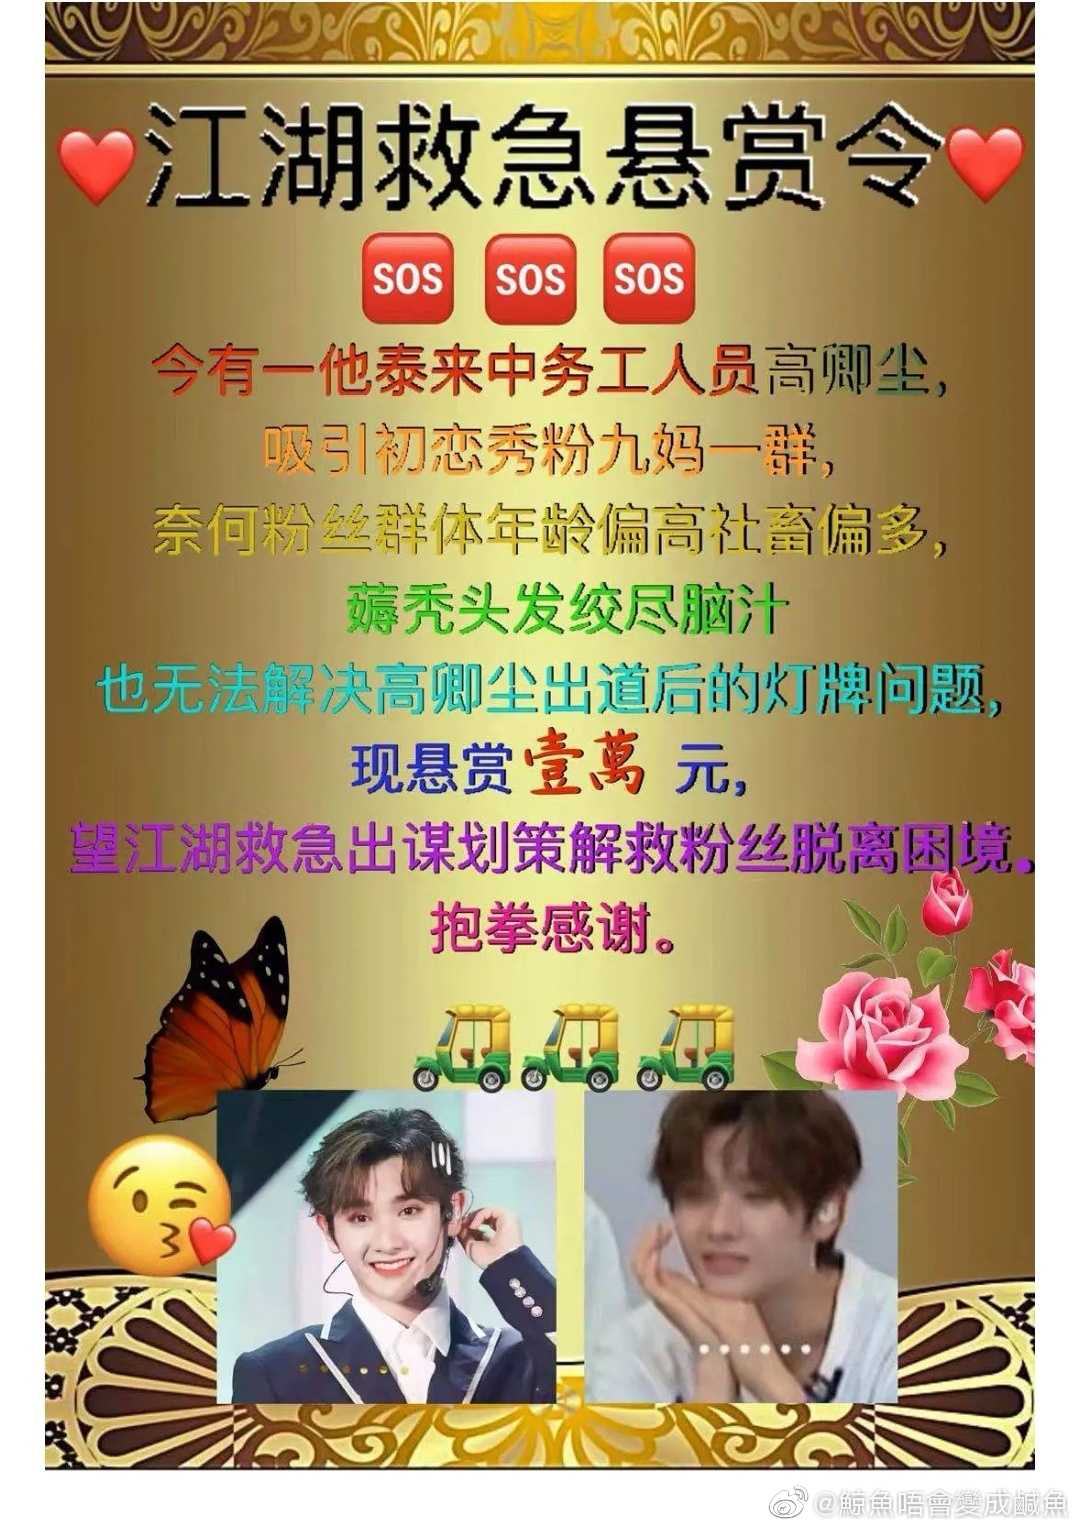 江湖救急悬赏令
SOS SOS SOS
今有一他泰来中务工人员高卿尘，
吸引初恋秀粉九妈一群，
奈何粉丝群体年龄偏高社畜偏多，
薅秃头发绞尽脑汁
也无法解决高卿尘出道后的灯牌问题，
现悬赏壹萬 元，
望江湖救急出谋划策解救粉丝脱离困境。
抱拳感谢。
@鯨魚唔會變成鹹魚